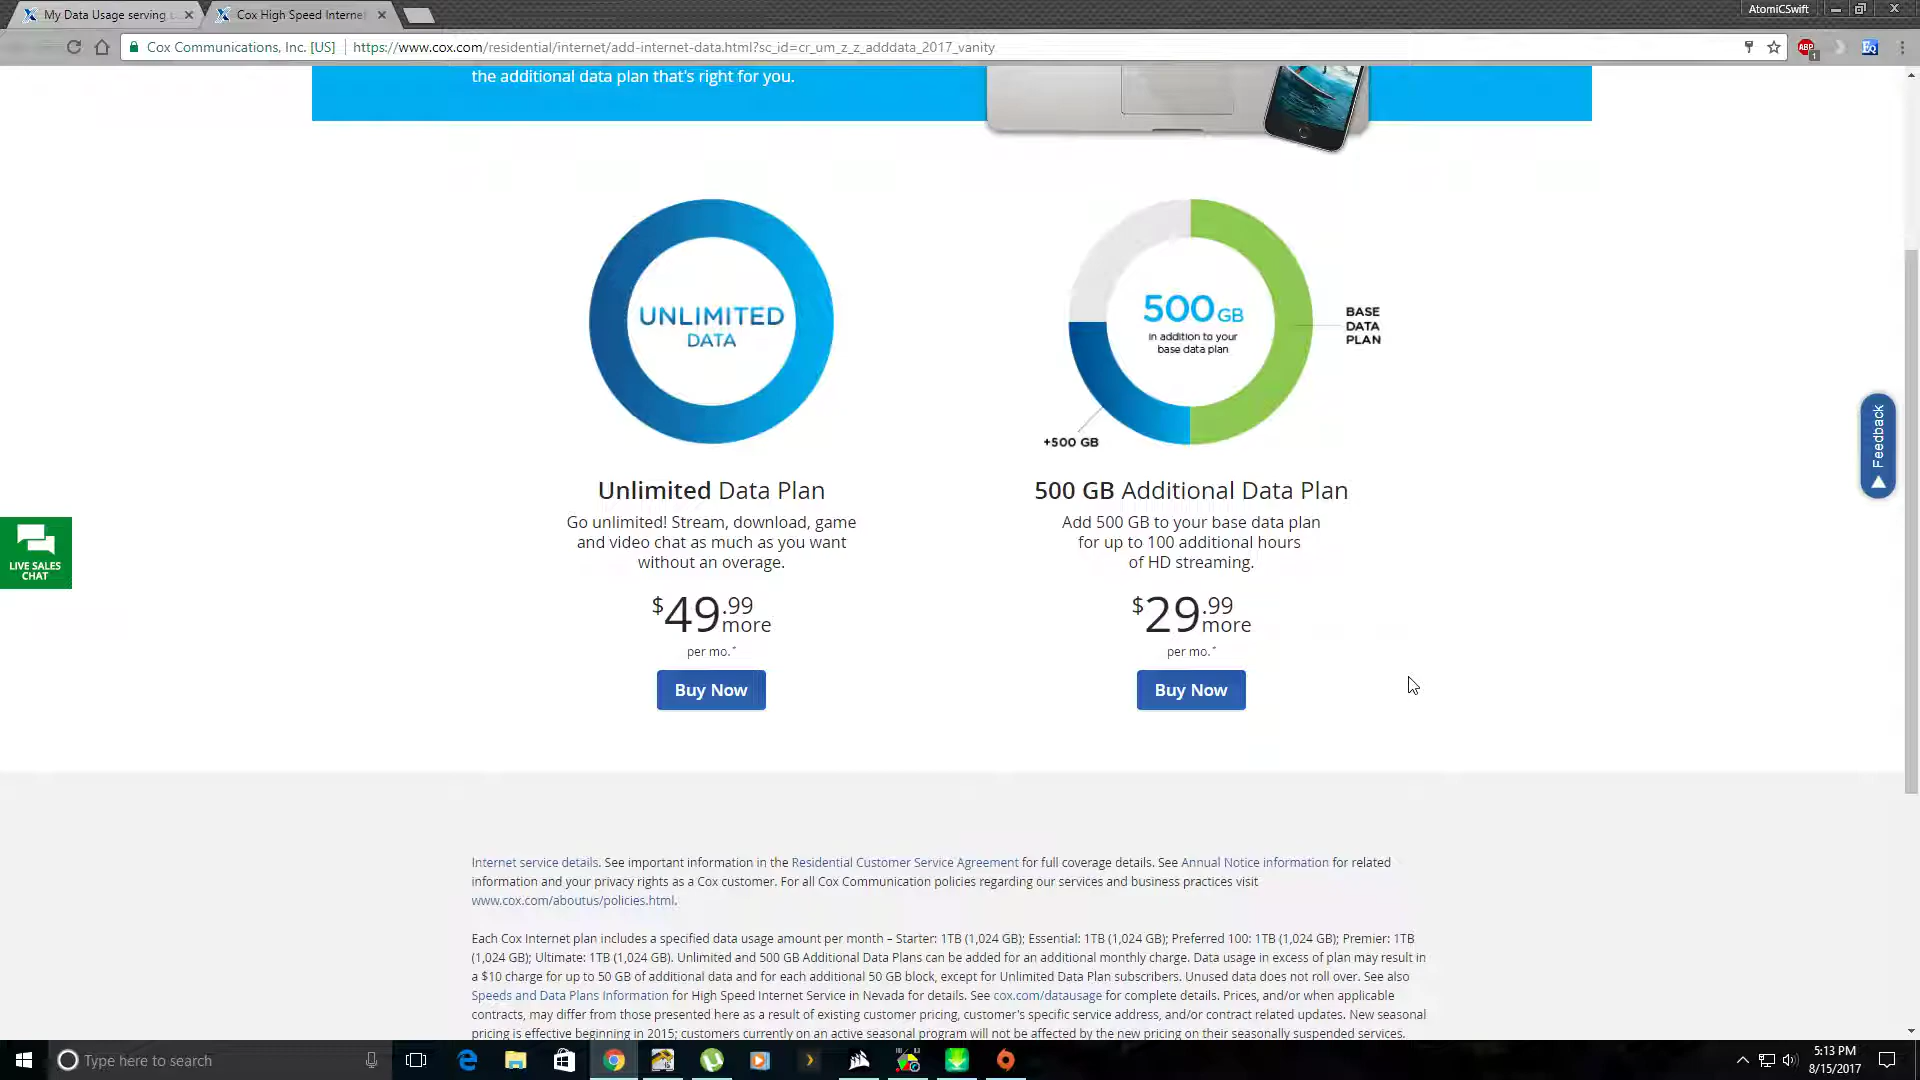 My Data Usage serving
Cox High Speed Internet
AtomiCSwift
Cox Communications, Inc. [US]
https://www.cox.com/residential/internet/add-internet-data.html?sc_id=cr_um_z_z_adddata_2017_vanity
ABP
1
EQ
the additional data plan that's right for you.
UNLIMITED
DATA
500 GB
in addition to your
base data plan
BASE
DATA
PLAN
+500 GB
Feedback
LIVE SALES
CHAT
Unlimited Data Plan
Go unlimited! Stream, download, game
and video chat as much as you want
without an overage.
$49.99
more
per mo.*
Buy Now
500 GB Additional Data Plan
Add 500 GB to your base data plan
for up to 100 additional hours
of HD streaming.
$29.99
more
per mo.*
Buy Now
Internet service details. See important information in the Residential Customer Service Agreement for full coverage details. See Annual Notice information for related
information and your privacy rights as a Cox customer. For all Cox Communication policies regarding our services and business practices visit
www.cox.com/aboutus/policies.html.
Each Cox Internet plan includes a specified data usage amount per month – Starter: 1TB (1,024 GB); Essential: 1TB (1,024 GB); Preferred 100: 1TB (1,024 GB); Premier: 1TB
(1,024 GB); Ultimate: 1TB (1,024 GB). Unlimited and 500 GB Additional Data Plans can be added for an additional monthly charge. Data usage in excess of plan may result in
a $10 charge for up to 50 GB of additional data and for each additional 50 GB block, except for Unlimited Data Plan subscribers. Unused data does not roll over. See also
Speeds and Data Plans Information for High Speed Internet Service in Nevada for details. See cox.com/datausage for complete details. Prices, and/or when applicable
contracts, may differ from those presented here as a result of existing customer pricing, customer's specific service address, and/or contract related updates. New seasonal
pricing is effective beginning in 2015; customers currently on an active seasonal program will not be affected by the new pricing on their seasonally suspended services.
Type here to search
5:13 PM
8/15/2017